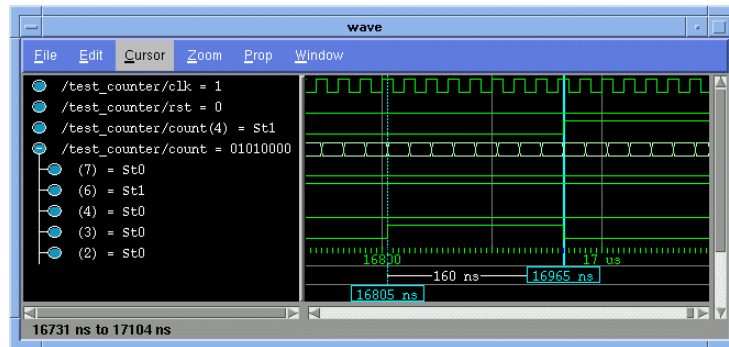 wave
File Edit Cursor Zoom Prop Window
/test_counter/clk = 1
/test_counter/rst = 0
/test_counter/count(4) = St1
/test_counter/count = 01010000
(7) = St0
(6) = St1
(4) = St0
(3) = St0
(2) = St0
16800 17 us
160 ns 16965 ns
16805 ns
16731 ns to 17104 ns